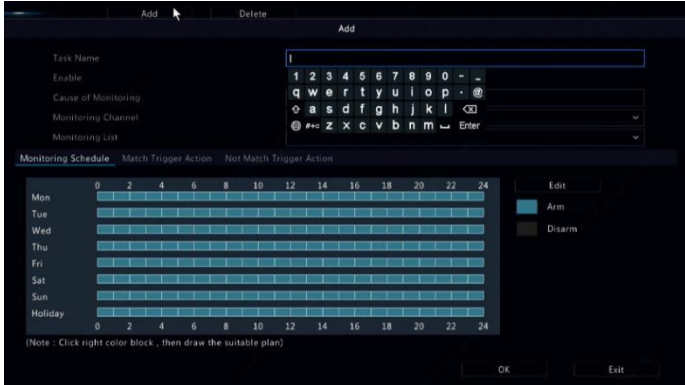 Add Delete
Add
Task Name
1 2 3 4 5 6 7 8 9 0 - _
Enable
q w e r t y u i o p . @
Cause of Monitoring
a s d f g h j k l
Monitoring Channel
#+= z x c v b n m Enter
Monitoring List
Monitoring Schedule Match Trigger Action Not Match Trigger Action
0 2 4 6 8 10 12 14 16 18 20 22 24 Edit
Mon
Arm
Tue
Wed Disarm
Thu
Fri
Sat
Sun
Holiday
0 2 4 6 8 10 12 14 16 18 20 22 24
(Note : Click right color block , then draw the suitable plan)
OK Exit